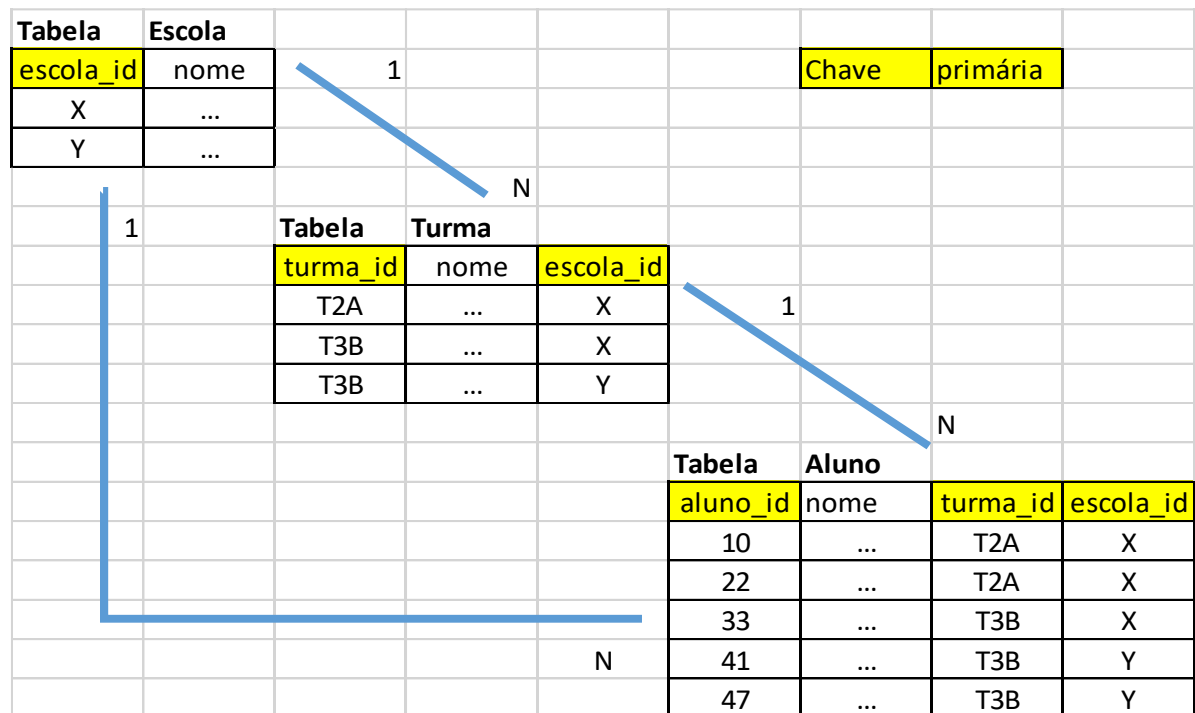 Tabela Escola
escola_id nome 1 Chave primária
X ...
Y ...
N
1 Tabela Turma
turma_id nome escola_id
T2A ... X 1
T3B ... X
T3B ... Y
N
Tabela Aluno
aluno_id nome turma_id escola_id
10 ... T2A X
22 ... T2A X
33 ... T3B X
N 41 ... T3B Y
47 ... T3B Y